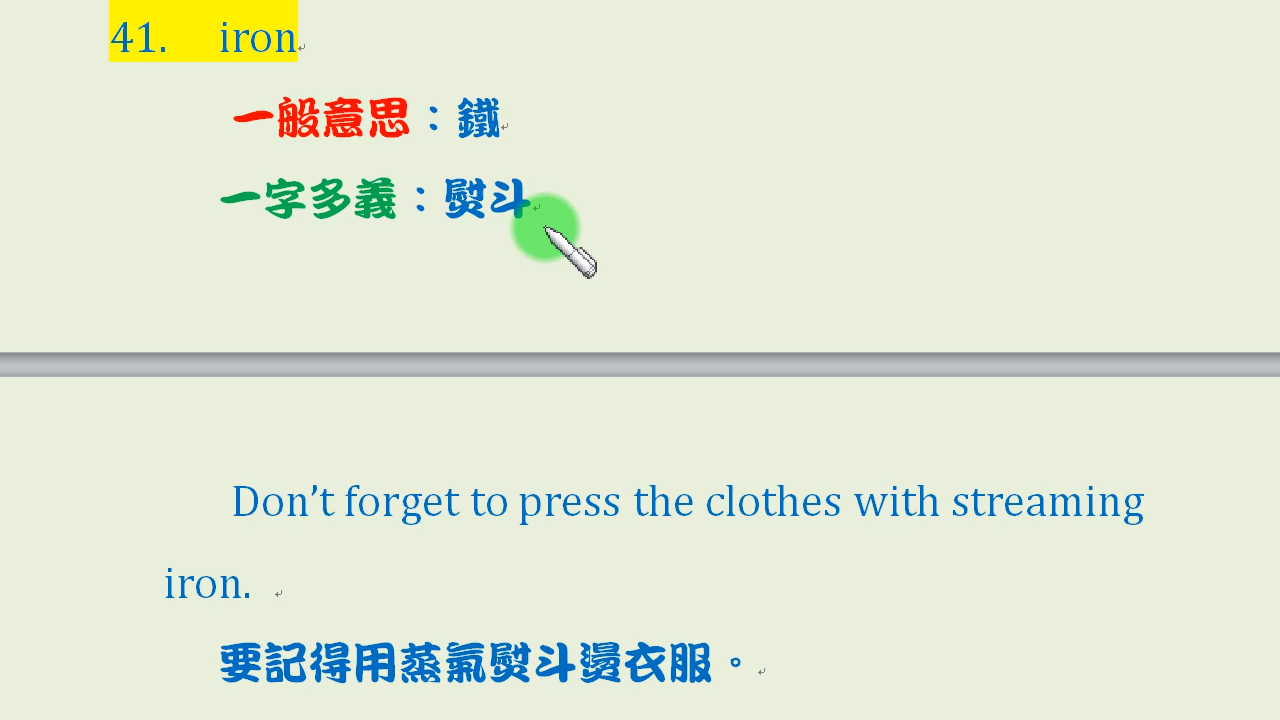 41. iron
一般意思：鐵
一字多義：熨斗
Don’t forget to press the clothes with streaming
iron.
要記得用蒸氣熨斗燙衣服。